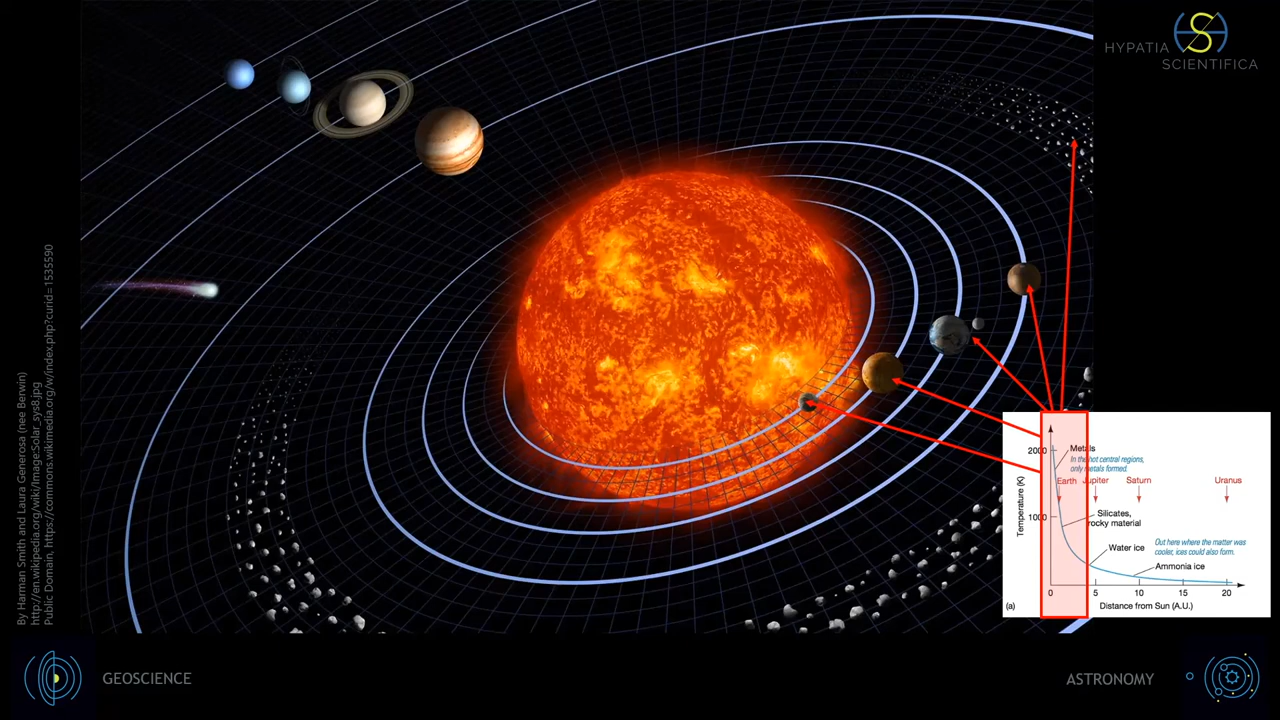 HYPATIA
SCIENTIFICA
By Harman Smith and Laura Generosa (nee Berwin)
http://en.wikipedia.org/wiki/Image:Solar_sys8.jpg
Public Domain, https://commons.wikimedia.org/w/index.php?curid=1535590
Temperature (K)
2000
1000
Metals
In the hot central regions,
only metals formed.
Earth Jupiter Saturn Uranus
Silicates,
rocky material
Water ice
Out here where the matter was
cooler, ices could also form.
Ammonia ice
0 5 10 15 20
(a) Distance from Sun (A.U.)
GEOSCIENCE
ASTRONOMY